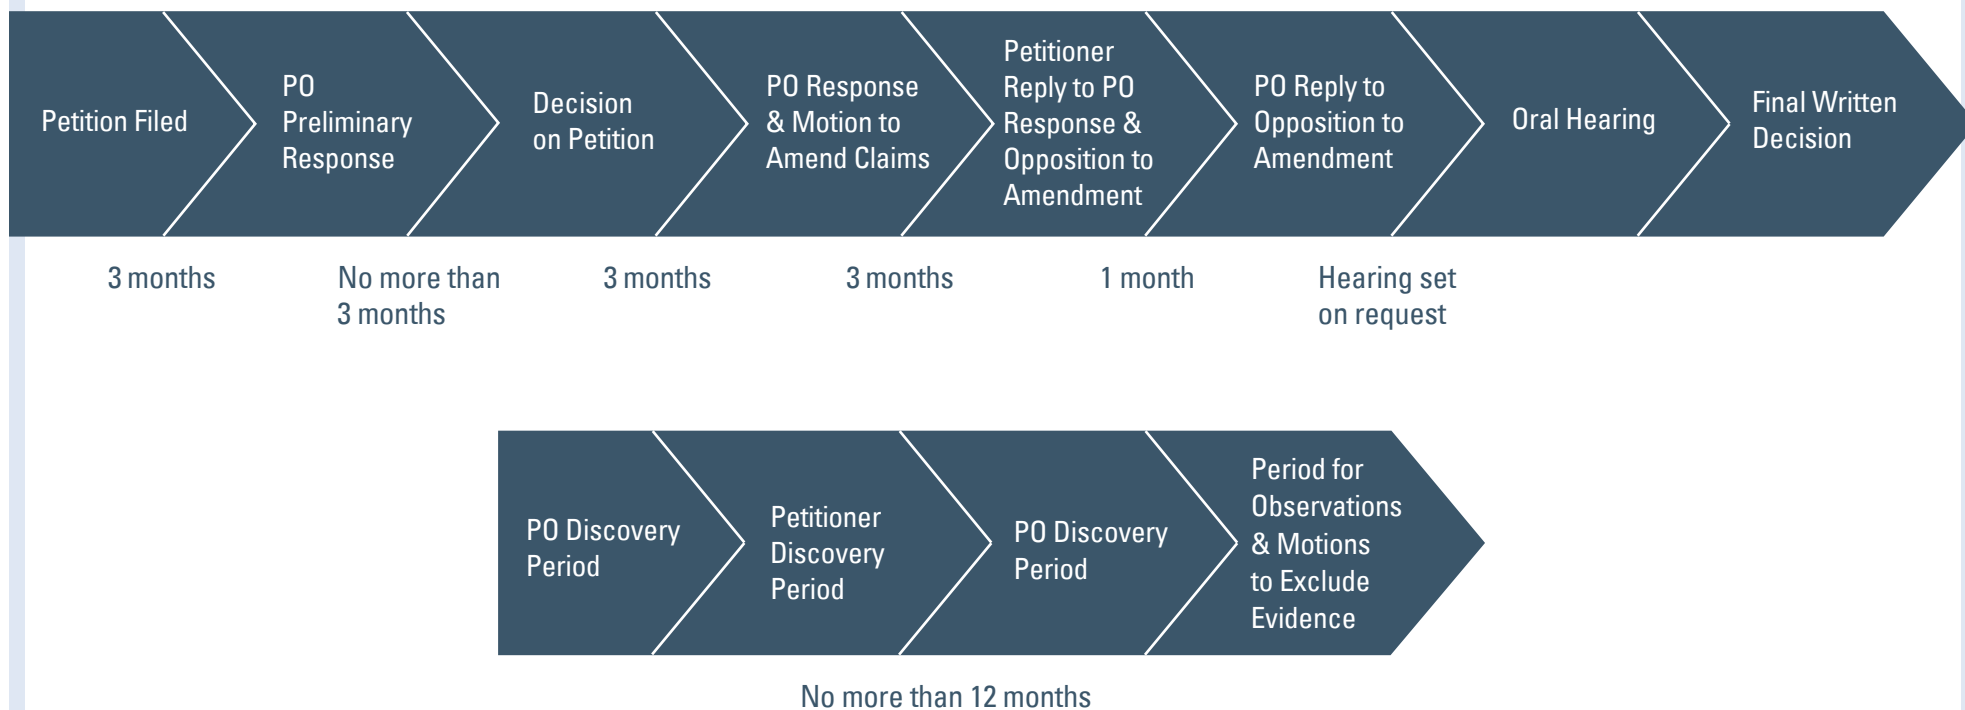 Petition Filed
PO
Preliminary
Response
Decision
on Petition
PO Response
& Motion to
Amend Claims
Petitioner
Reply to PO
Response &
Opposition to
Amendment
PO Reply to
Opposition to
Amendment
Oral Hearing
Final Written
Decision
3 months
No more than
3 months
3 months
3 months
1 month
Hearing set
on request
PO Discovery
Period
Petitioner
Discovery
Period
PO Discovery
Period
Period for
Observations
& Motions
to Exclude
Evidence
No more than 12 months